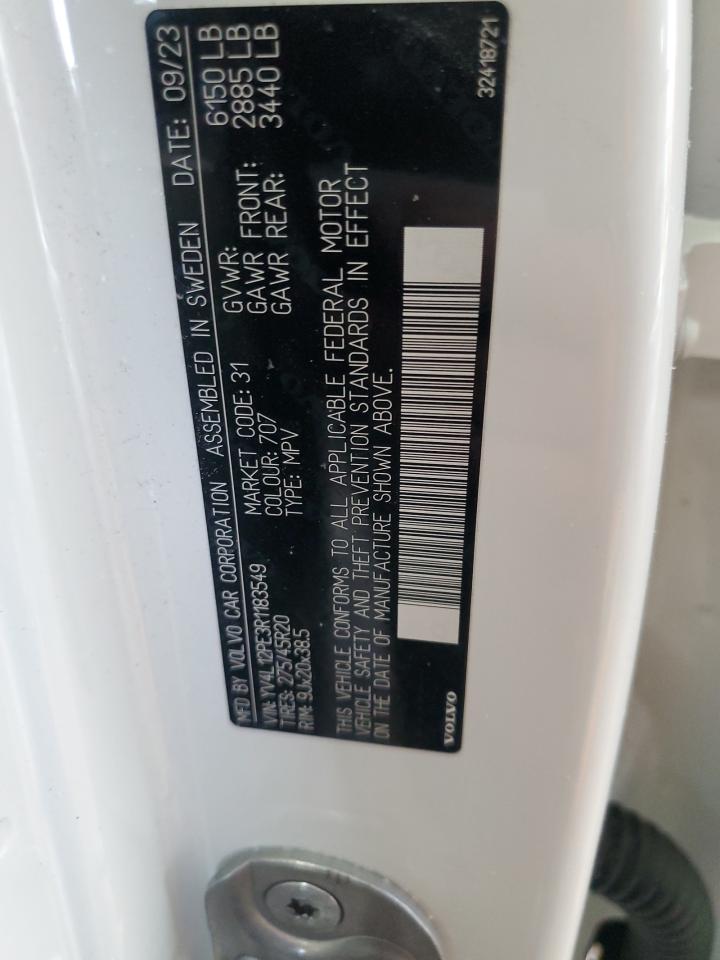 MFD BY VOLVO CAR CORPORATION ASSEMBLED IN SWEDEN DATE: 09/23
VIN: YV4L12PE3R1183549
TIRES: 275/45R20
RIM: 9Jx20x38.5
MARKET CODE: 31
COLOUR: 707
TYPE: MPV
GVWR: 6150 LB
GAWR FRONT: 2885 LB
GAWR REAR: 3440 LB
THIS VEHICLE CONFORMS TO ALL APPLICABLE FEDERAL MOTOR
VEHICLE SAFETY AND THEFT PREVENTION STANDARDS IN EFFECT
ON THE DATE OF MANUFACTURE SHOWN ABOVE.
VOLVO
32418721